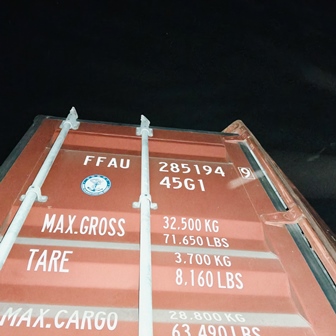 FFAU 285194 9
45G1
MAX.GROSS 32.500 KG
71.650 LBS
TARE 3.700 KG
8.160 LBS
MAX.CARGO 28.800 KG
63.490 LBS